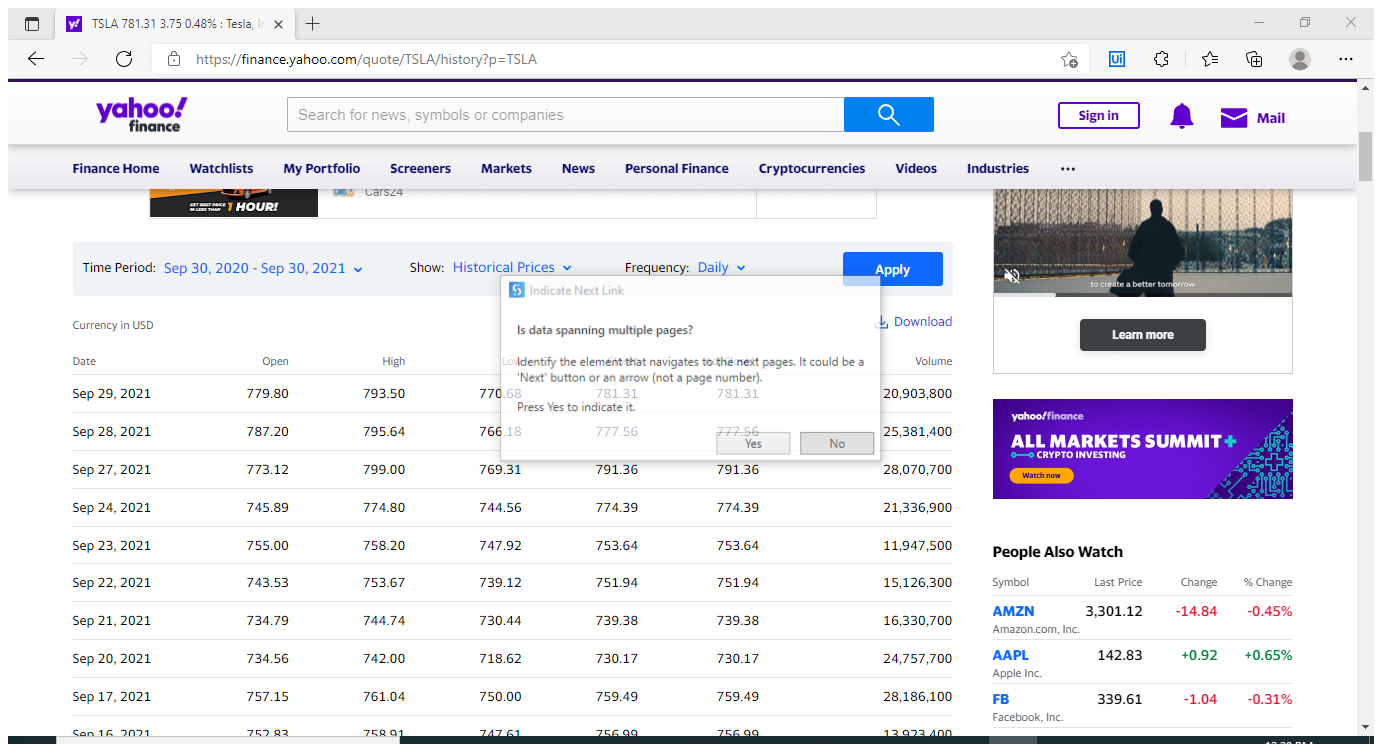 TSLA 781.31 3.75 0.48% : Tesla, I
https://finance.yahoo.com/quote/TSLA/history?p=TSLA
yahoo! finance
Search for news, symbols or companies
Sign in
Mail
Finance Home Watchlists My Portfolio Screeners Markets News Personal Finance Cryptocurrencies Videos Industries ...
GET BEST PRICE IN LESS THAN 1 HOUR!
Cars24
Time Period: Sep 30, 2020 - Sep 30, 2021 Show: Historical Prices Frequency: Daily Apply
Indicate Next Link
Is data spanning multiple pages?
Identify the element that navigates to the next pages. It could be a
'Next' button or an arrow (not a page number).
Press Yes to indicate it.
Yes No
Currency in USD Download
Date Open High Low Volume
Sep 29, 2021 779.80 793.50 770.68 781.31 781.31 20,903,800
Sep 28, 2021 787.20 795.64 766.18 777.56 777.56 25,381,400
Sep 27, 2021 773.12 799.00 769.31 791.36 791.36 28,070,700
Sep 24, 2021 745.89 774.80 744.56 774.39 774.39 21,336,900
Sep 23, 2021 755.00 758.20 747.92 753.64 753.64 11,947,500
Sep 22, 2021 743.53 753.67 739.12 751.94 751.94 15,126,300
Sep 21, 2021 734.79 744.74 730.44 739.38 739.38 16,330,700
Sep 20, 2021 734.56 742.00 718.62 730.17 730.17 24,757,700
Sep 17, 2021 757.15 761.04 750.00 759.49 759.49 28,186,100
Sep 16, 2021 752.83 758.91 747.61 756.99 756.99 13,923,400
to create a better tomorrow
Learn more
yahoo!finance
ALL MARKETS SUMMIT+
CRYPTO INVESTING
Watch now
People Also Watch
Symbol Last Price Change % Change
AMZN 3,301.12 -14.84 -0.45%
Amazon.com, Inc.
AAPL 142.83 +0.92 +0.65%
Apple Inc.
FB 339.61 -1.04 -0.31%
Facebook, Inc.